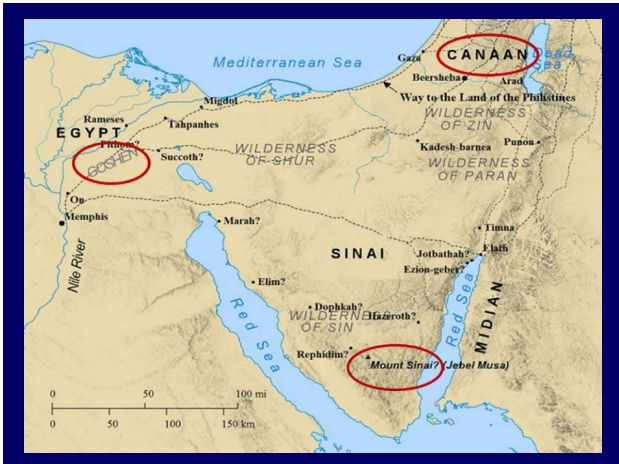 Mediterranean Sea
Gaza
CANAAN
Dead
Sea
Beersheba
Arad
Way to the Land of the Philistines
Migdol
WILDERNESS
OF ZIN
Rameses
Tahpanhes
EGYPT
Pithom?
GOSHEN
Succoth?
WILDERNESS
OF SHUR
Kadesh-barnea
Punon
WILDERNESS
OF PARAN
On
Memphis
Marah?
Timna
SINAI
Jotbathah?
Elath
Ezion-geber?
Nile River
Elim?
Red Sea
Dophkah?
WILDERNESS
OF SIN
Hazeroth?
Red Sea
MIDIAN
Rephidim?
Mount Sinai? (Jebel Musa)
0 50 100 mi
0 50 100 150 km